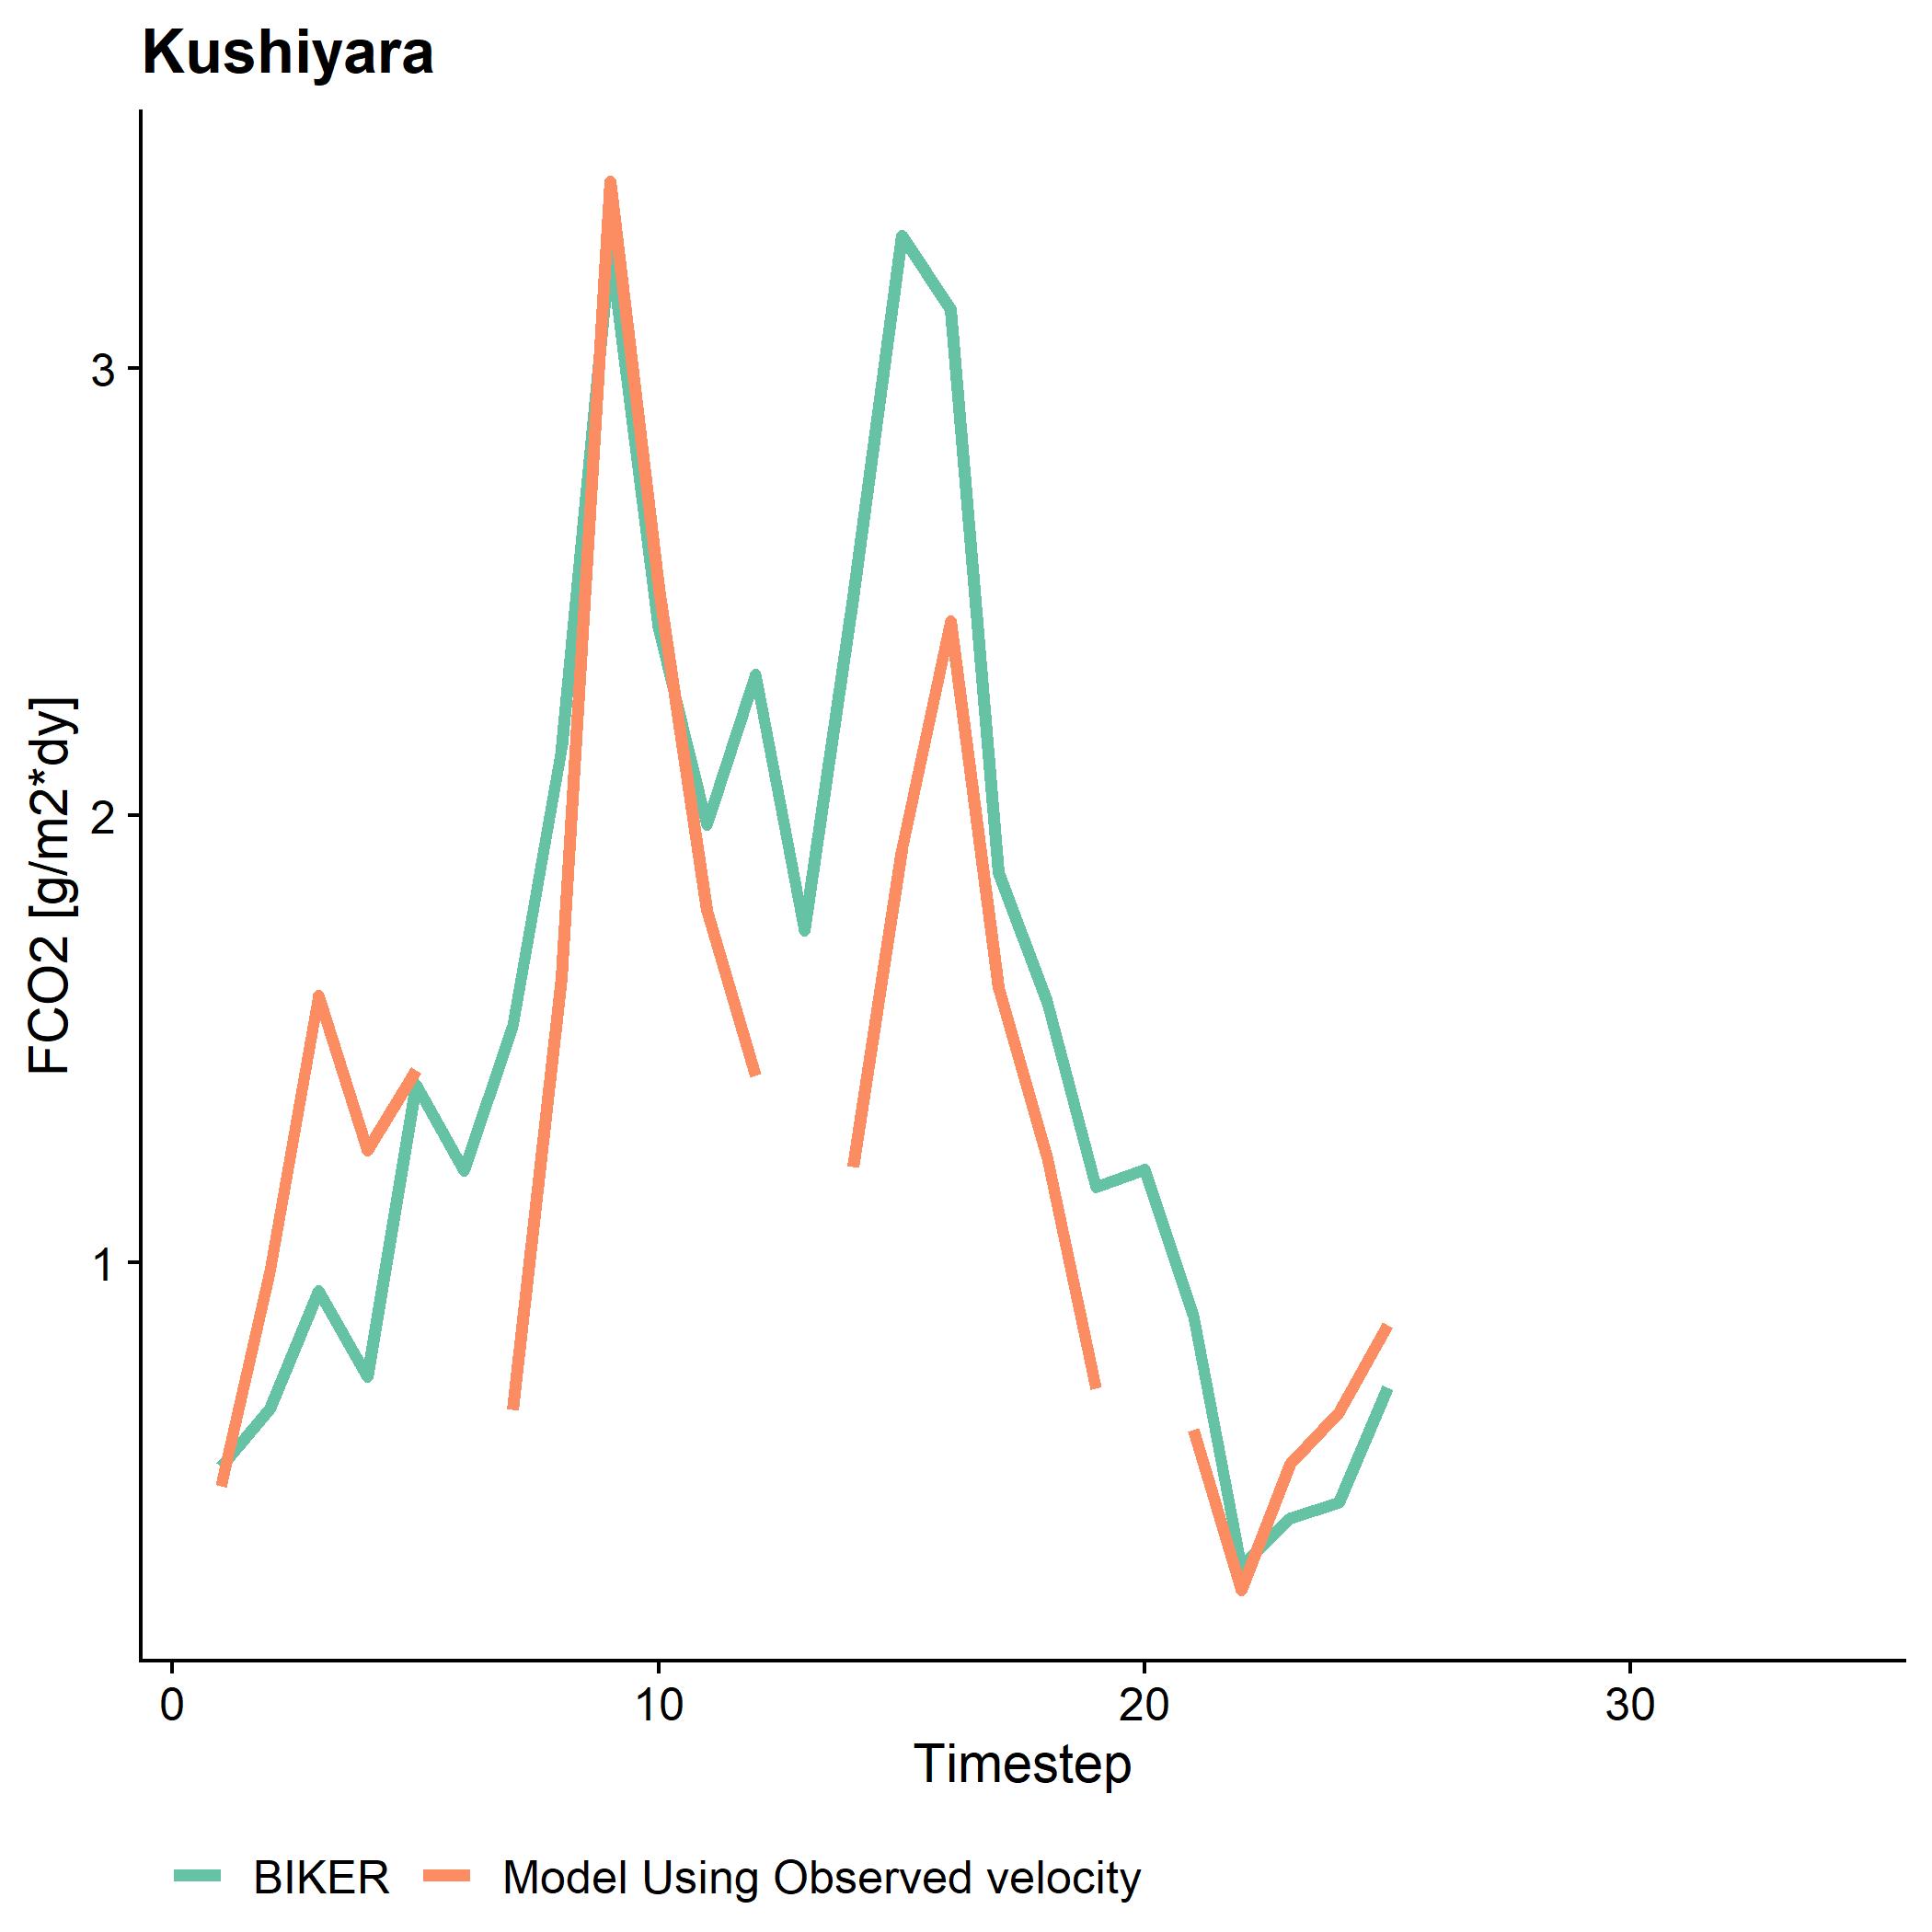 Kushiyara
FCO2 [g/m2*dy]
3
2
1
0 10 20 30
Timestep
BIKER Model Using Observed velocity